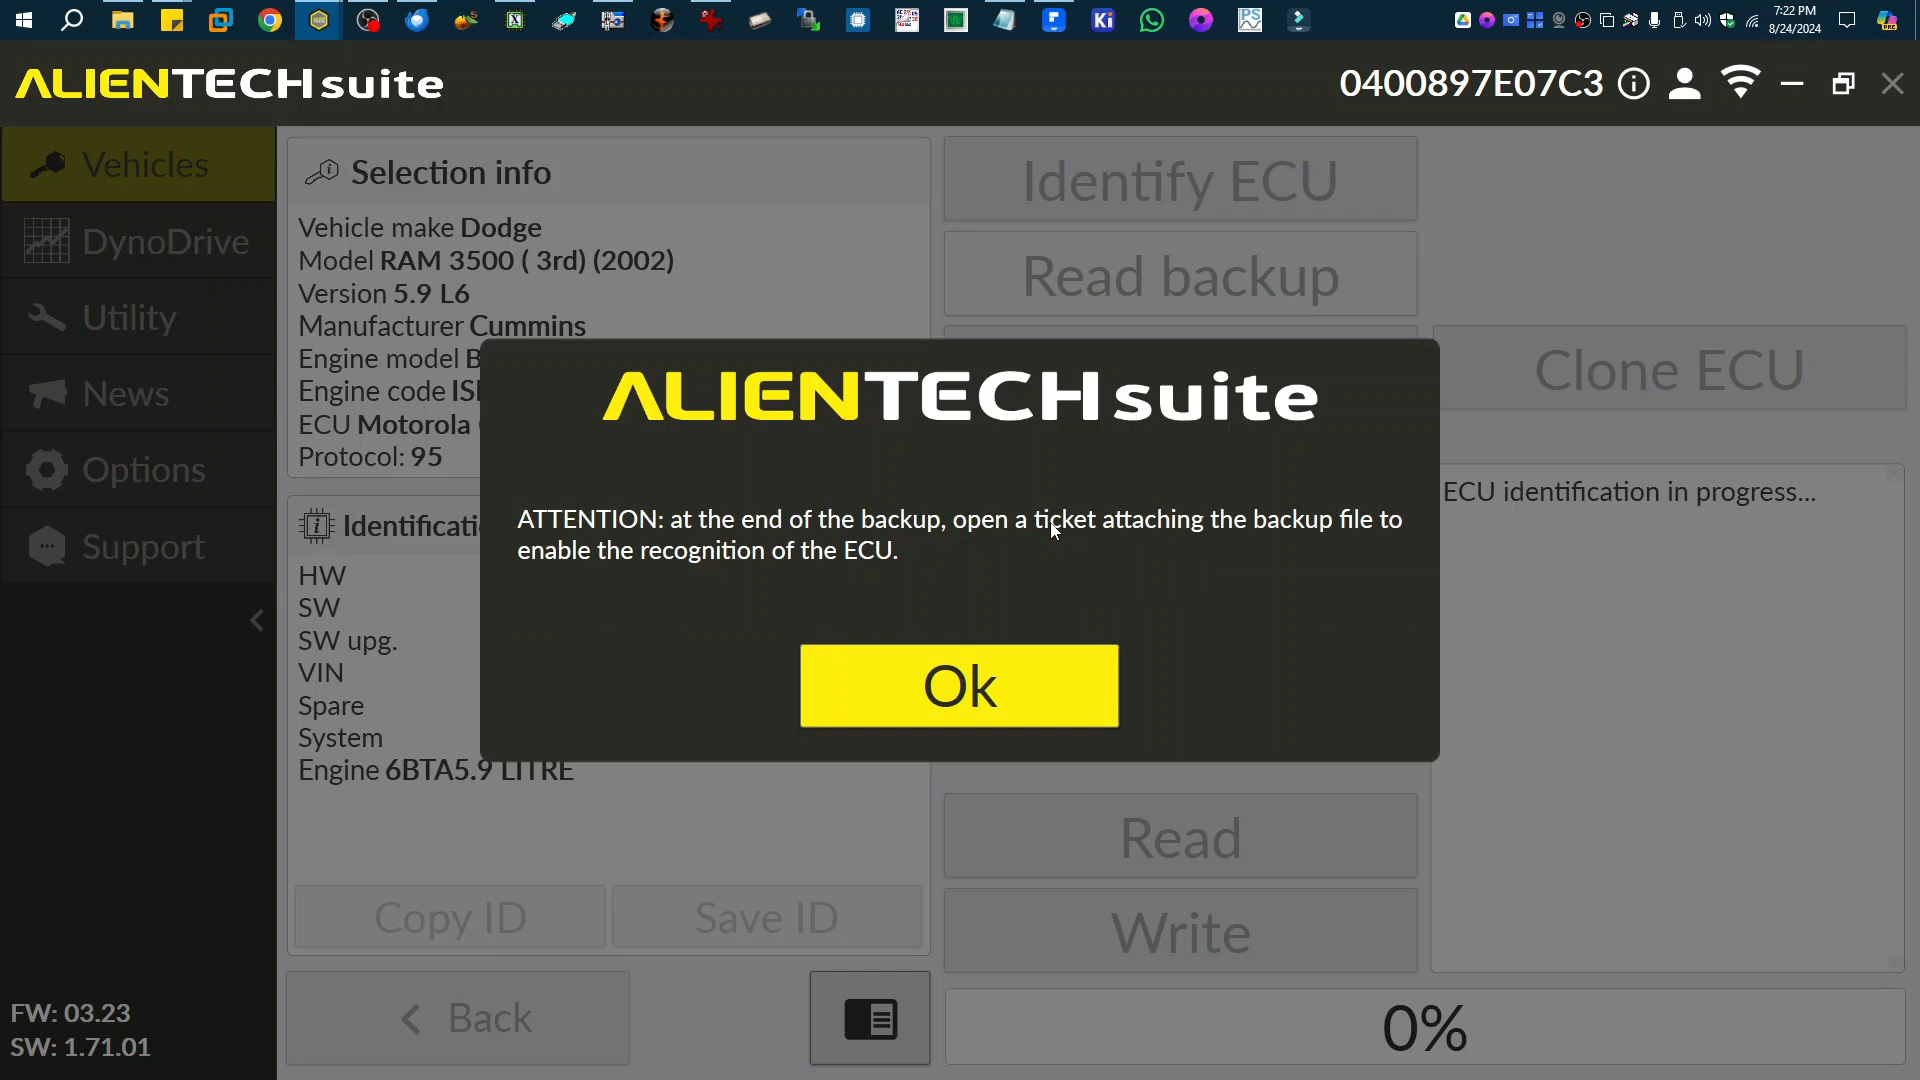 7:22 PM
8/24/2024
ALIENTECH suite
0400897E07C3
Vehicles
DynoDrive
Utility
News
Options
Support
FW: 03.23
SW: 1.71.01
Selection info
Vehicle make Dodge
Model RAM 3500 ( 3rd) (2002)
Version 5.9 L6
Manufacturer Cummins
Engine model B
Engine code
ECU Motorola
Protocol: 95
HW
SW
SW upg.
VIN
Spare
System
Engine 6BTA5.9 LITRE
Copy ID
Save ID
Back
Identify ECU
Read backup
Clone ECU
ECU identification in progress...
ALIENTECH suite
ATTENTION: at the end of the backup, open a ticket attaching the backup file to
enable the recognition of the ECU.
Ok
Read
Write
0%